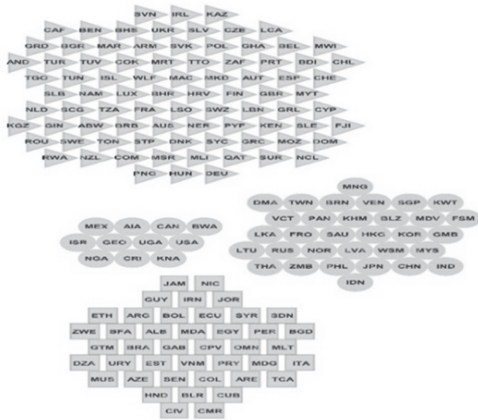 SVN IRL KAZ
CAF BEN BHS UKR SLV CZE LCA
GRD BGR MAR ARM SVK POL GHA BEL MWI
AND TUR TUV COK MRT TTO ZAF PRT BDI CHL
TGO TUN ISL WLF MAC MKD AUT ESP CHE
SLB NAM LUX BHR HRV FIN GBR MYT
NLD SCG TZA FRA LSO SWZ LBN GRL CYP
KGZ GIN ABW BRB AUS NER PYF KEN SLE FJI
ROU SWE TON STP DNK SYC GRC MOZ DOM
RWA NZL COM MSR MLI QAT SUR NCL
PNG HUN DEU
MNG
DMA TWN BRN VEN SGP KWT
VCT PAN KHM BLZ MDV FSM
LKA FRO SAU HKG KOR GMB
LTU RUS NOR LVA WSM MYS
THA ZMB PHL JPN CHN IND
IDN
MEX AIA CAN BWA
ISR GEO UGA USA
NGA CRI KNA
JAM NIC
GUY IRN JOR
ETH ARG BOL ECU SYR SDN
ZWE BFA ALB MDA EGY PER BGD
GTM BRA GAB CPV OMN MLT
DZA URY EST VNM PRY MDG ITA
MUS AZE SEN COL ARE TCA
HND BLR CUB
CIV CMR